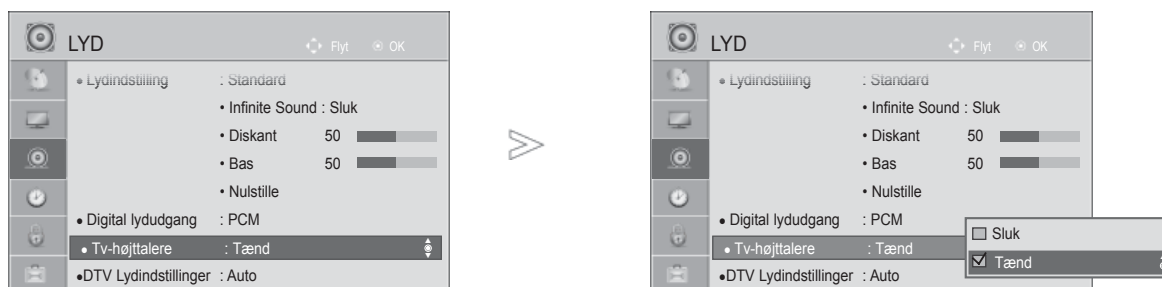 LYD Flyt OK
Lydindstilling : Standard
• Infinite Sound : Sluk
• Diskant 50
• Bas 50
• Nulstille
• Digital lydudgang : PCM
• Tv-højttalere : Tænd
•DTV Lydindstillinger : Auto
LYD Flyt OK
• Lydindstilling : Standard
• Infinite Sound : Sluk
• Diskant 50
• Bas 50
• Nulstille
• Digital lydudgang : PCM
• Tv-højttalere : Tænd
•DTV Lydindstillinger : Auto
Sluk
Tænd